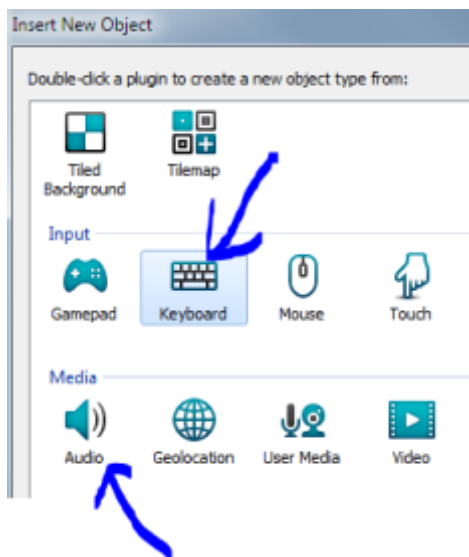 Insert New Obje
Double-click a plugin to create a new object type from:
Tiled Tilemap
Background
Input
Gamepad Keyboard Mouse Touch
Media
Audio Geolocation User Media Video